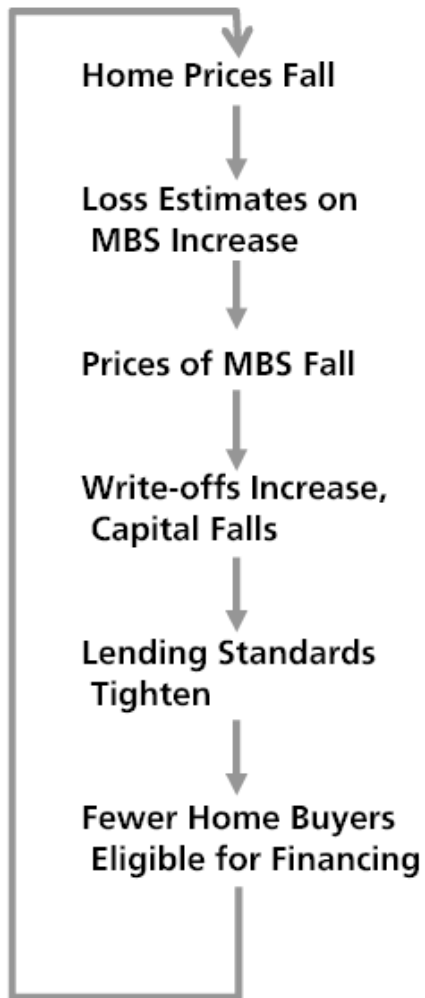 Home Prices Fall
Loss Estimates on
MBS Increase
Prices of MBS Fall
Write-offs Increase,
Capital Falls
Lending Standards
Tighten
Fewer Home Buyers
Eligible for Financing